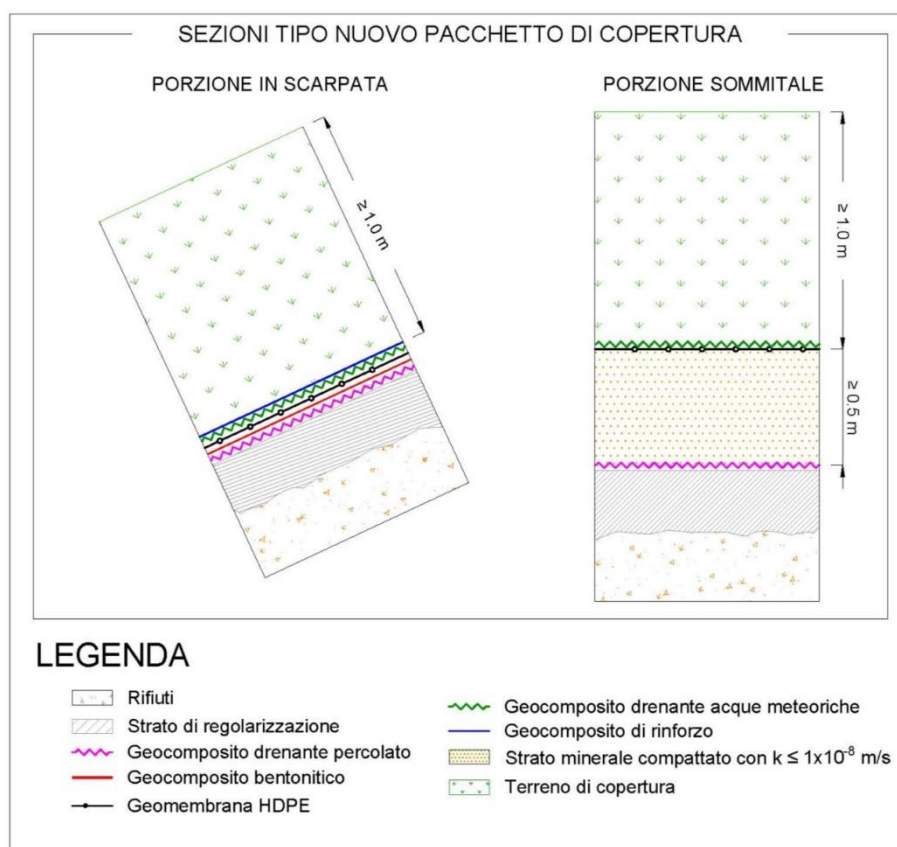 SEZIONI TIPO NUOVO PACCHETTO DI COPERTURA
PORZIONE IN SCARPATA
PORZIONE SOMMITALE
≥ 1.0 m
≥ 1.0 m
≥ 0.5 m
LEGENDA
Rifiuti
Strato di regolarizzazione
Geocomposito drenante percolato
Geocomposito bentonitico
Geomembrana HDPE
Geocomposito drenante acque meteoriche
Geocomposito di rinforzo
Strato minerale compattato con k ≤ 1x10⁻⁸ m/s
Terreno di copertura